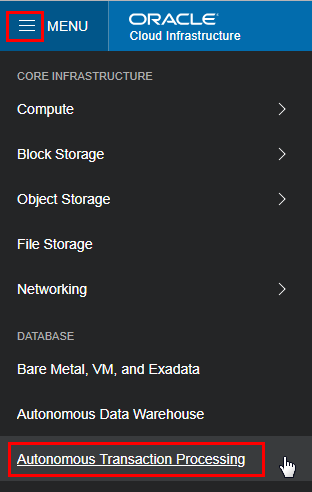 MENU
ORACLE
Cloud Infrastructure
CORE INFRASTRUCTURE
Compute
Block Storage
Object Storage
File Storage
Networking
DATABASE
Bare Metal, VM, and Exadata
Autonomous Data Warehouse
Autonomous Transaction Processing